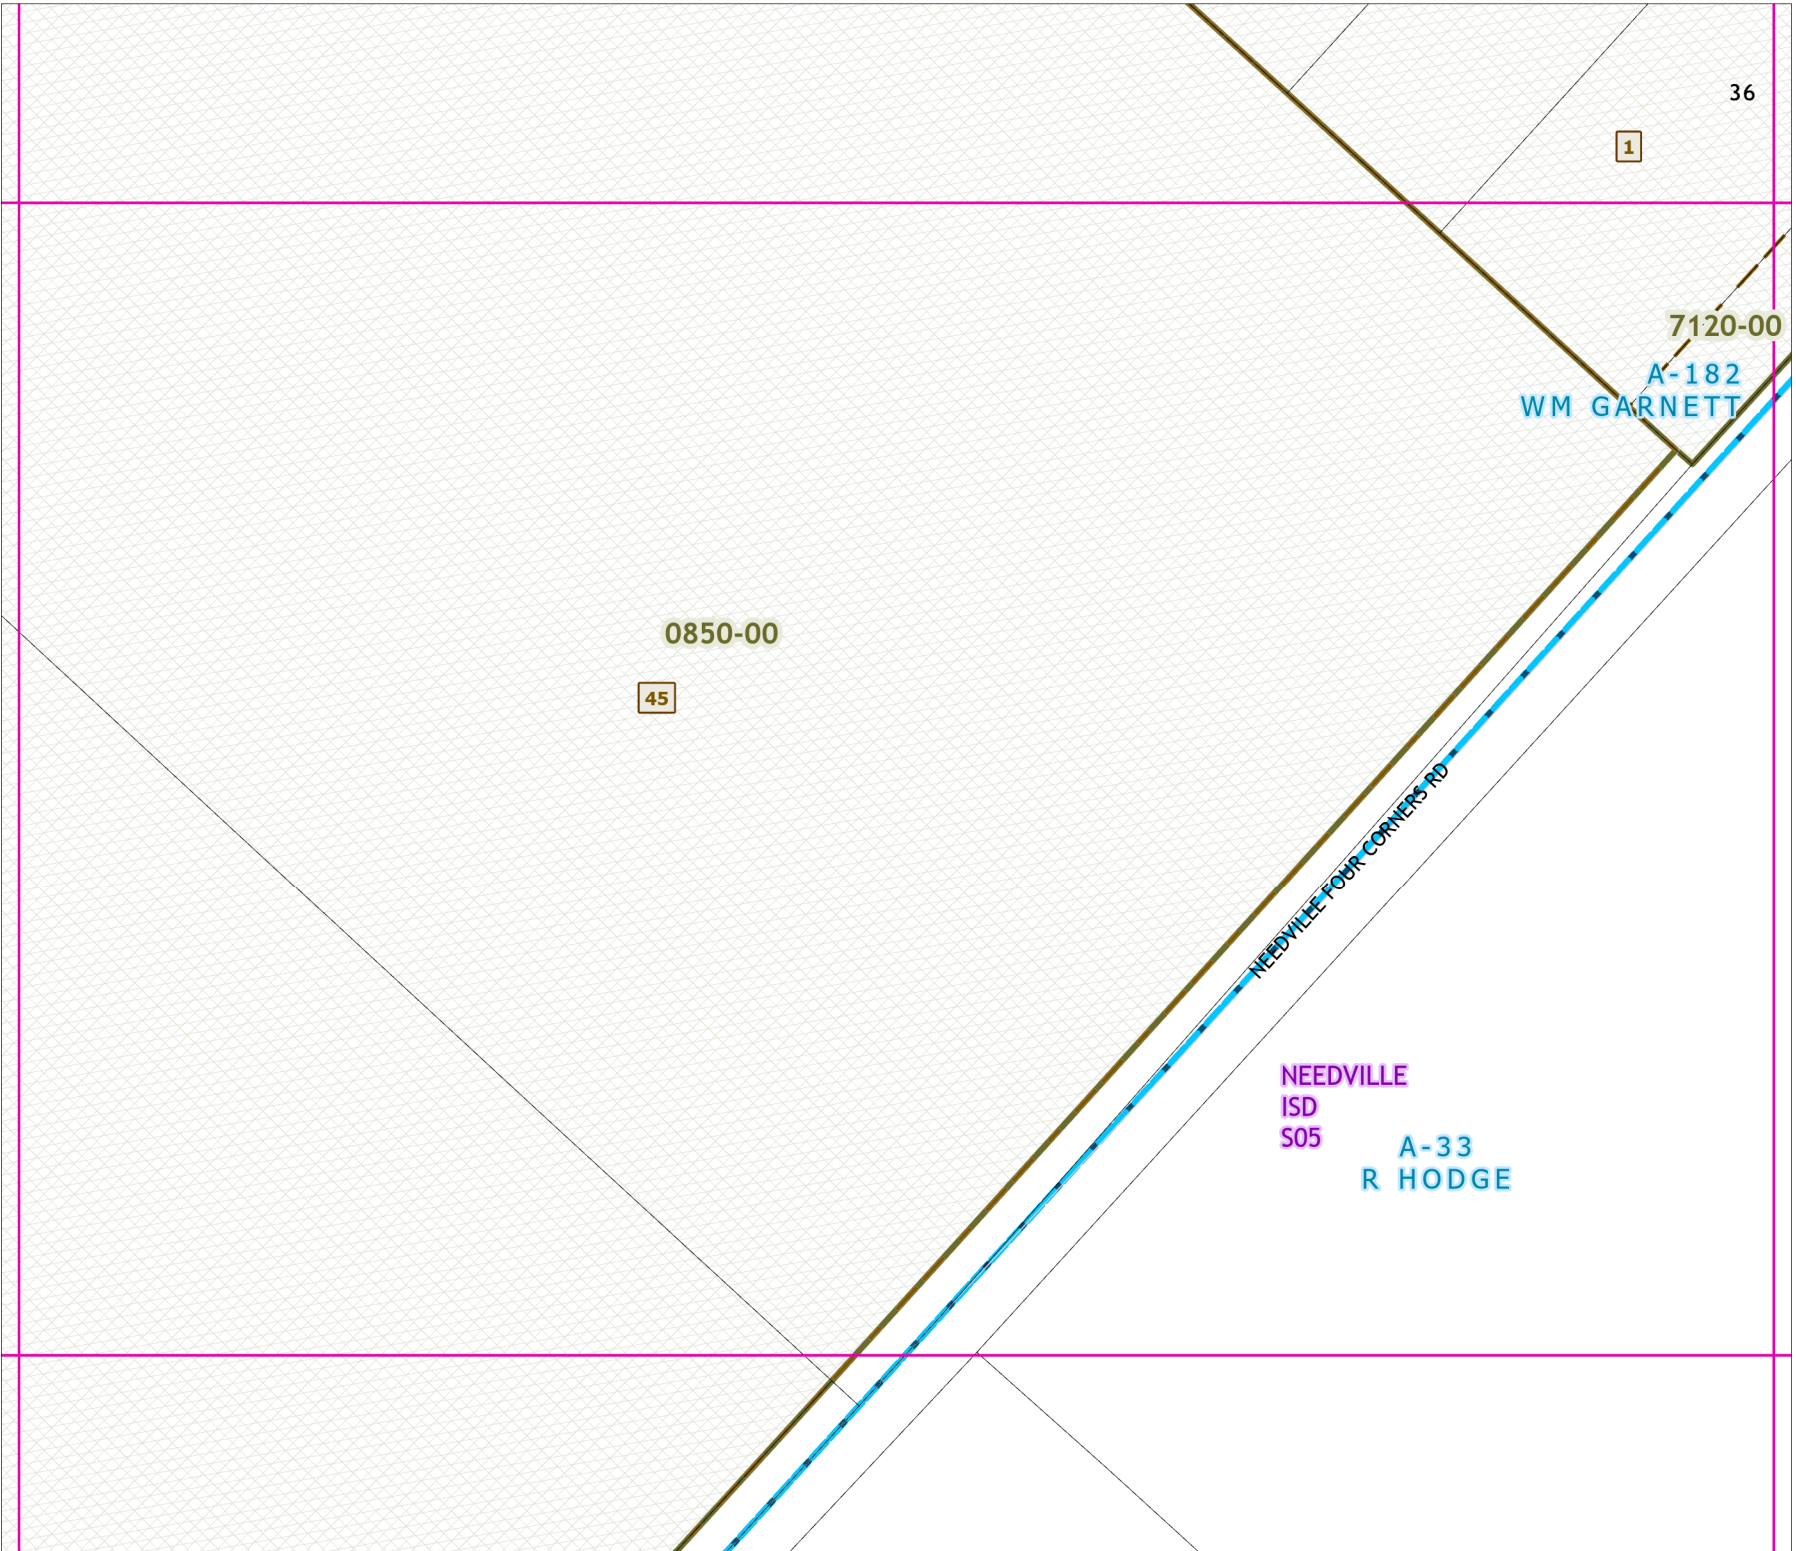 36
1
7120-00
A-182
WM GARNETT
0850-00
45
NEEDVILLE FOUR CORNERS RD
NEEDVILLE
ISD
S05
A-33
R HODGE